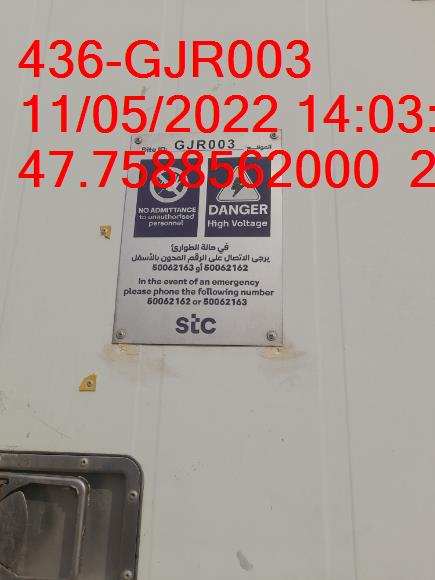 436-GJR003
11/05/2022 14:03:
47.7588562000 2
Site ID: GJR003 الموقع
NO ADMITTANCE
to unauthorised
personnel
DANGER
High Voltage
في حالة الطوارئ
يرجى الاتصال على الرقم المدون بالأسفل
50062162 أو 50062163
In the event of an emergency
please phone the following number
50062162 or 50062163
stc